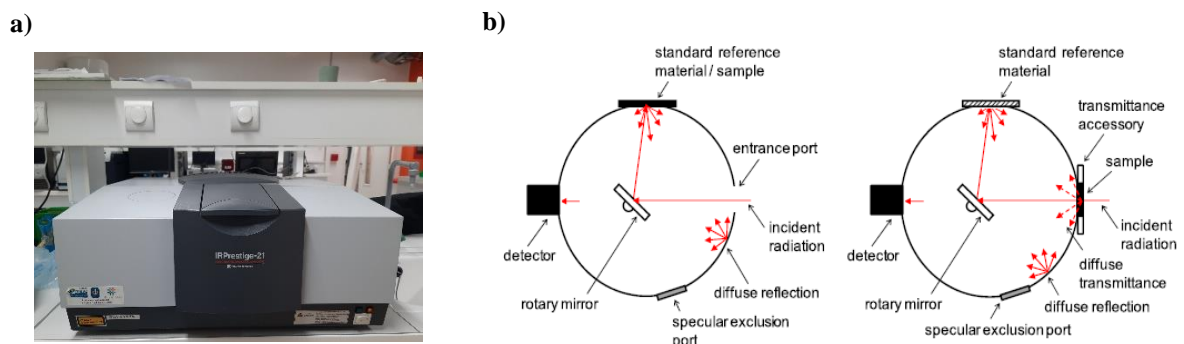 a)
IRPrestige-21
b)
standard reference
material / sample
entrance port
incident
radiation
detector
rotary mirror
diffuse reflection
specular exclusion
port
standard reference
material
transmittance
accessory
sample
incident
radiation
detector
diffuse
transmittance
rotary mirror
diffuse reflection
specular exclusion port